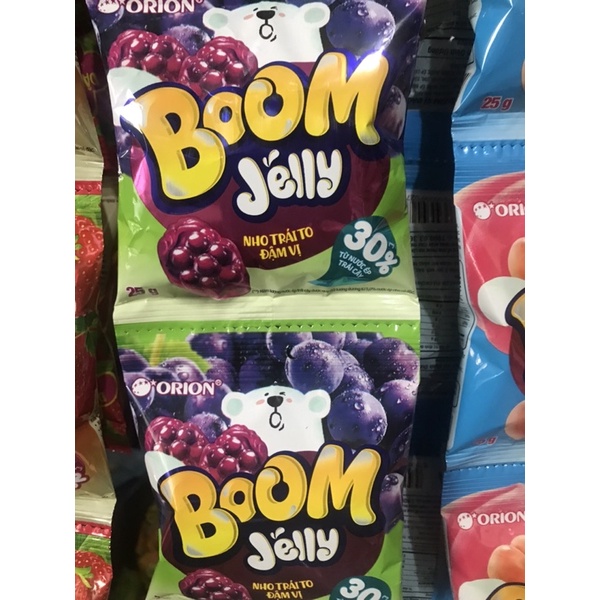 ORION
BOOM
Jelly
NHO TRÁI TO
ĐẬM VỊ
30%
TỪ NƯỚC ÉP
TRÁI CÂY
25 g
ORION
BOOM
Jelly
NHO TRÁI TO
ĐẬM VỊ
30%
25 g
ORION
ORION